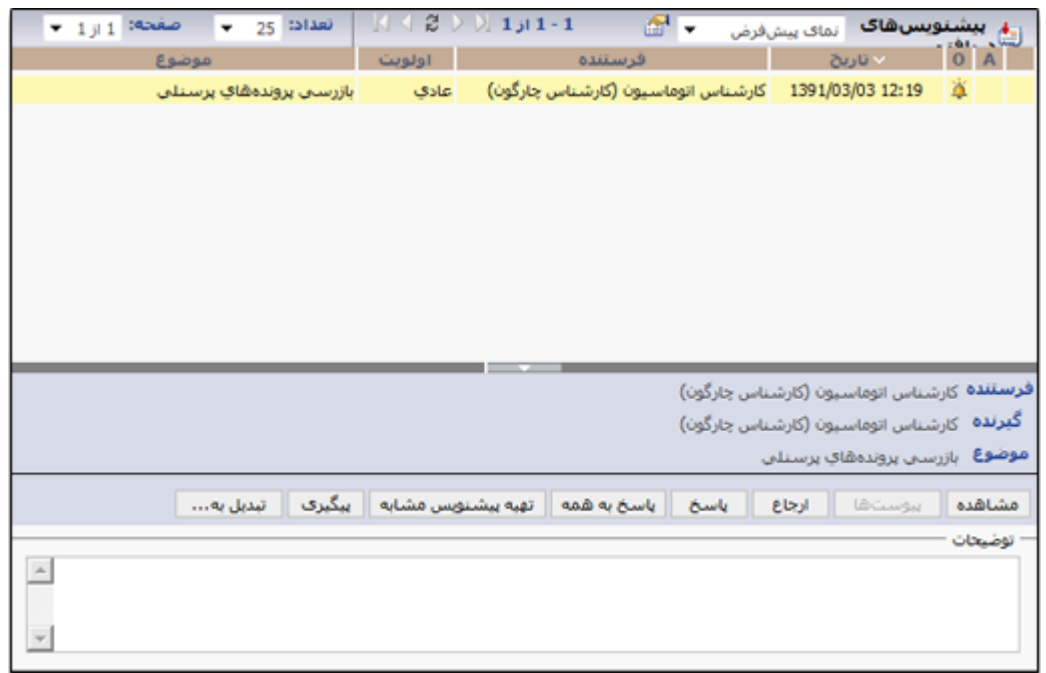 پیشنویس‌های نمای پیش‌فرض 1 - 1 از 1 تعداد: 25 صفحه: 1 از 1
A O تاریخ فرستنده اولویت موضوع
1391/03/03 12:19 کارشناس اتوماسیون (کارشناس چارگون) عادي بازرسی پرونده‌هاي پرسنلی
فرستنده کارشناس اتوماسیون (کارشناس چارگون)
گیرنده کارشناس اتوماسیون (کارشناس چارگون)
موضوع بازرسی پرونده‌هاي پرسنلی
مشاهده پیوست‌ها ارجاع پاسخ پاسخ به همه تهیه پیشنویس مشابه پیگیری تبدیل به...
توضیحات